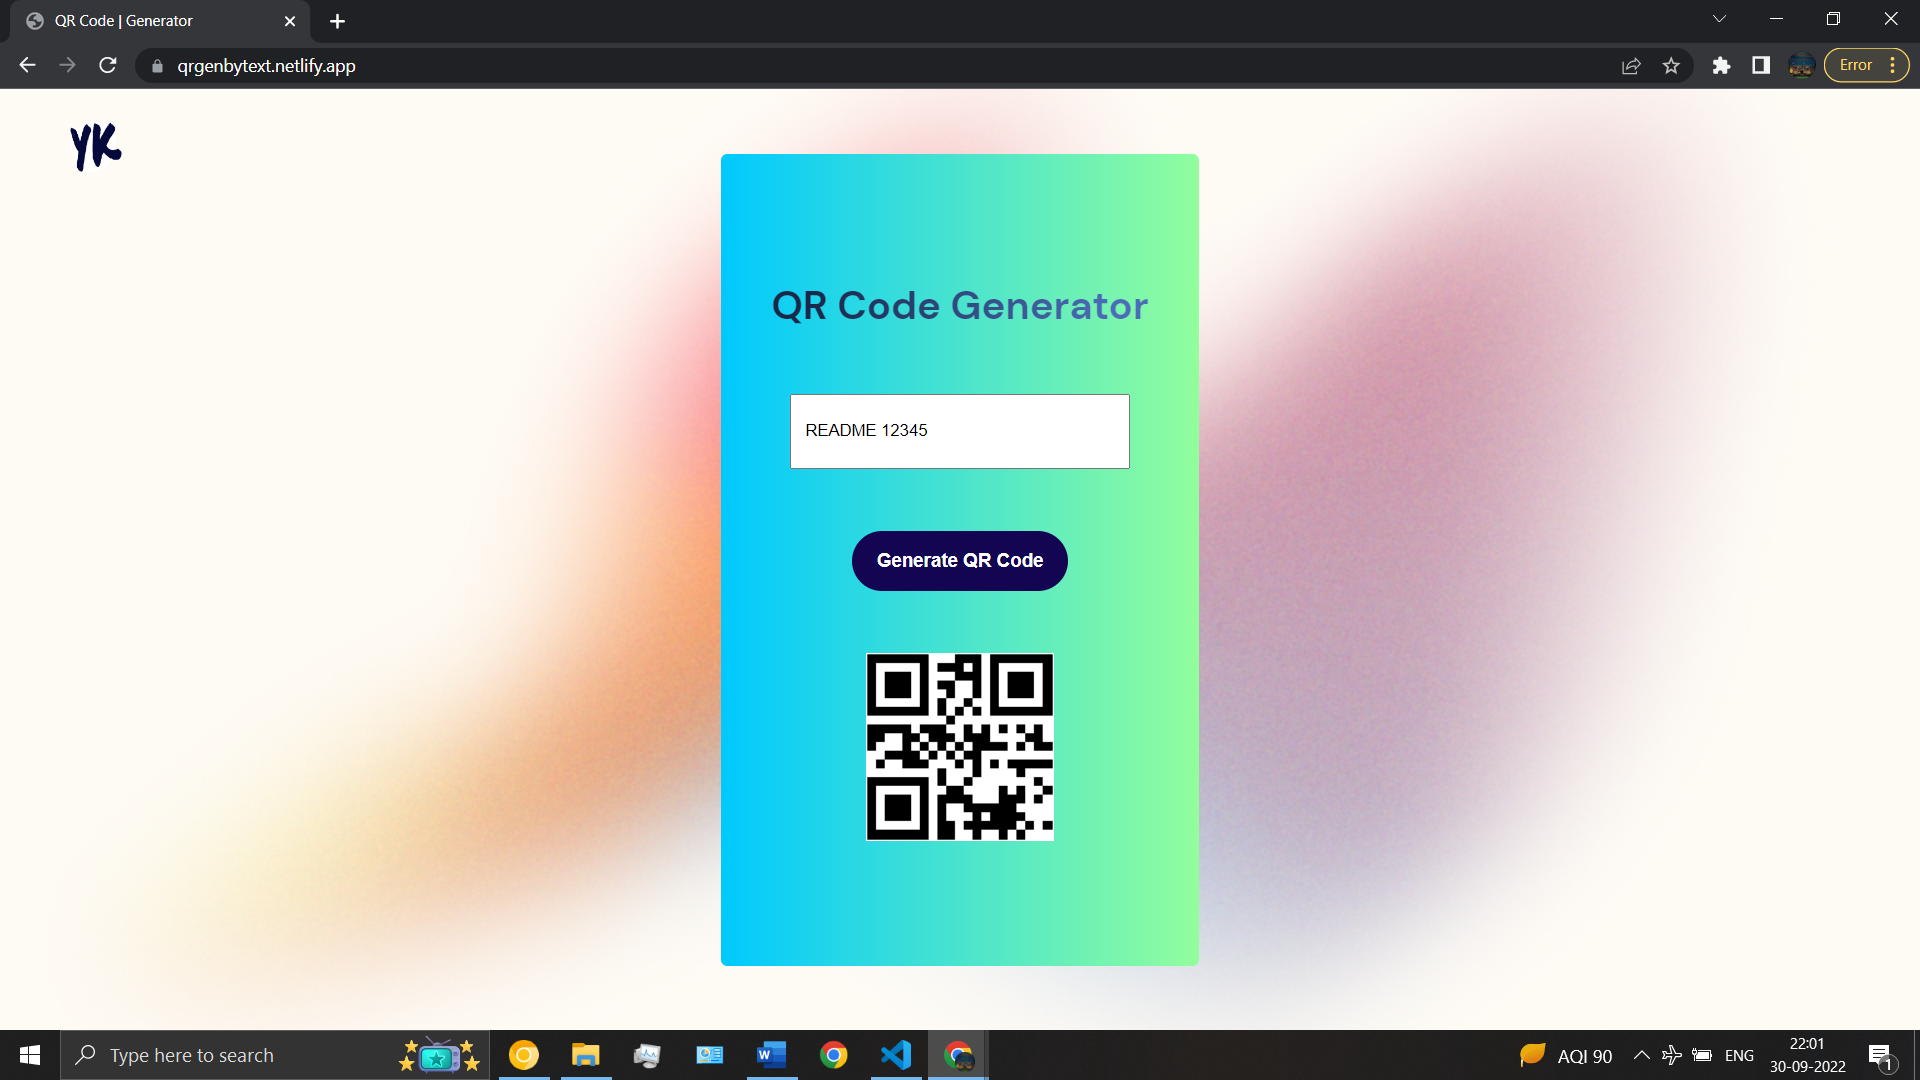 QR Code | Generator
qrgenbytext.netlify.app
Error
YK
QR Code Generator
README 12345
Generate QR Code
Type here to search
AQI 90
ENG
22:01
30-09-2022
1